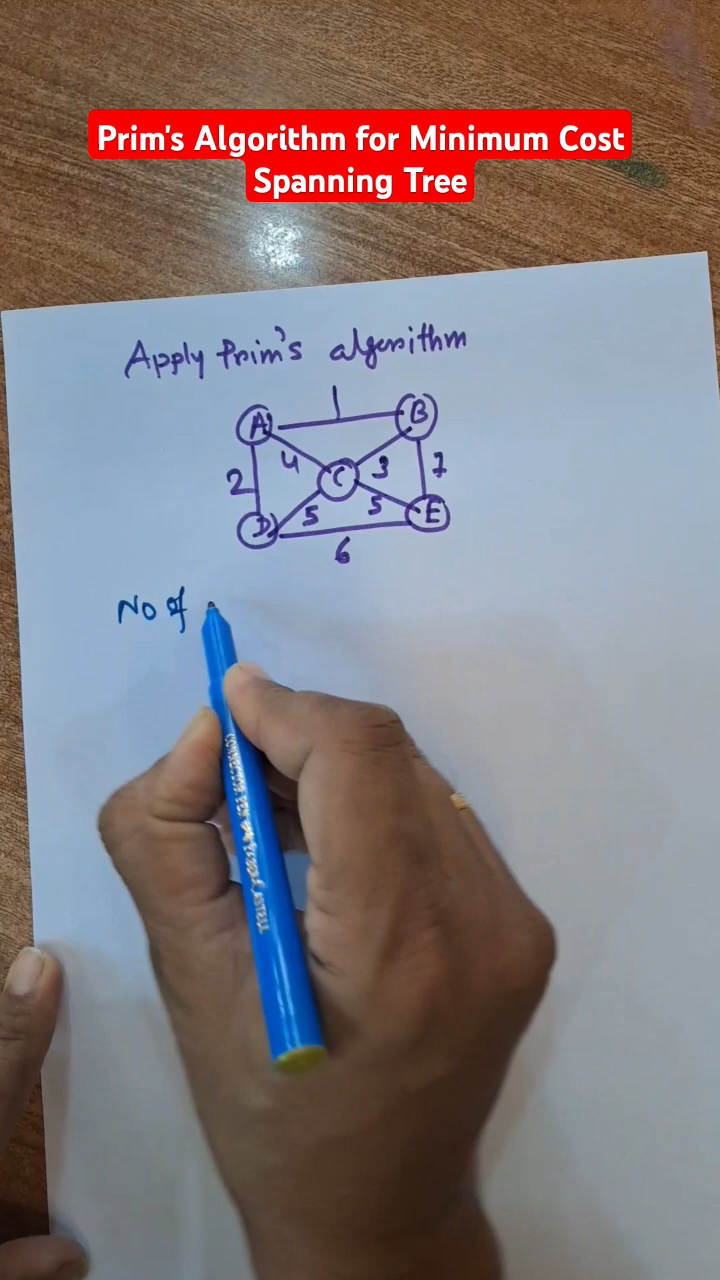 Prim's Algorithm for Minimum Cost
Spanning Tree
Apply Prim's algorithm
1
A B
4 C 3 7
2
5 5
D E
6
No of